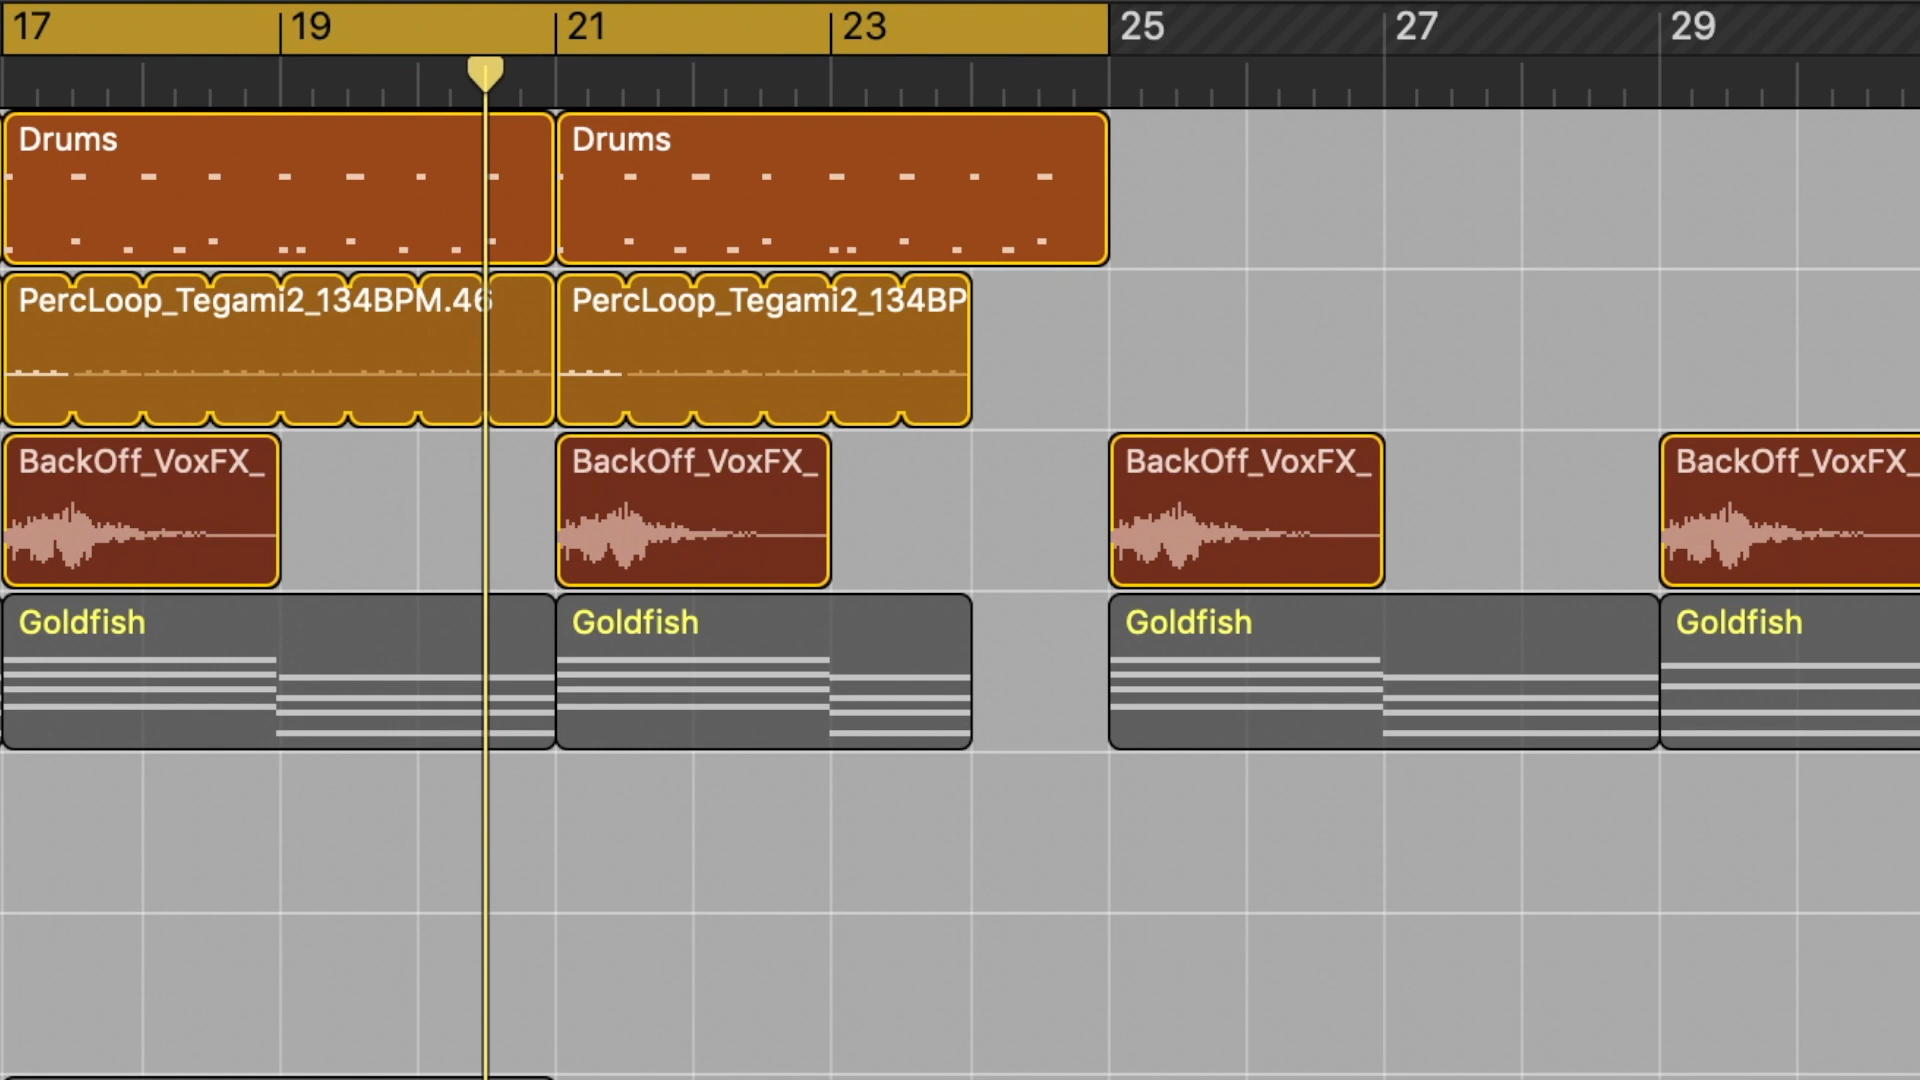 17 19 21 23 25 27 29
Drums Drums
PercLoop_Tegami2_134BPM.46 PercLoop_Tegami2_134BP
BackOff_VoxFX_ BackOff_VoxFX_ BackOff_VoxFX_ BackOff_VoxFX_
Goldfish Goldfish Goldfish Goldfish